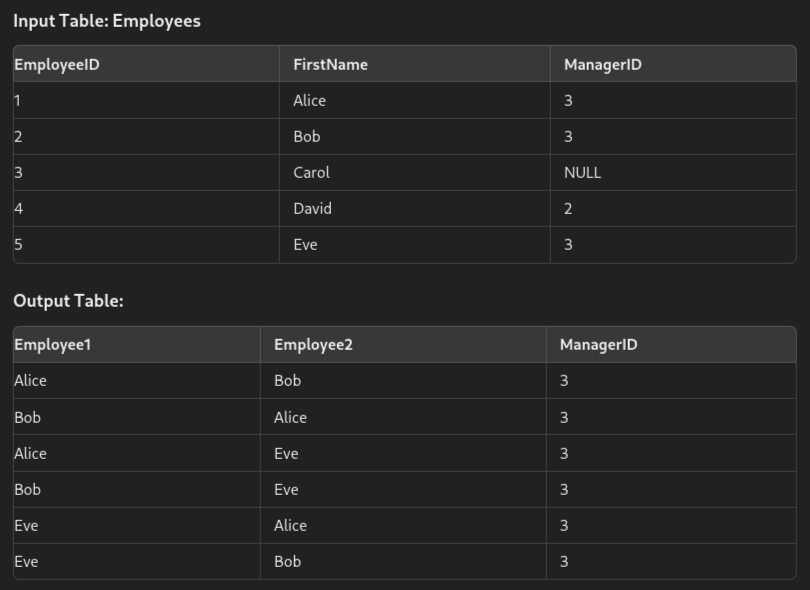 Input Table: Employees
EmployeeID FirstName ManagerID
1 Alice 3
2 Bob 3
3 Carol NULL
4 David 2
5 Eve 3
Output Table:
Employee1 Employee2 ManagerID
Alice Bob 3
Bob Alice 3
Alice Eve 3
Bob Eve 3
Eve Alice 3
Eve Bob 3